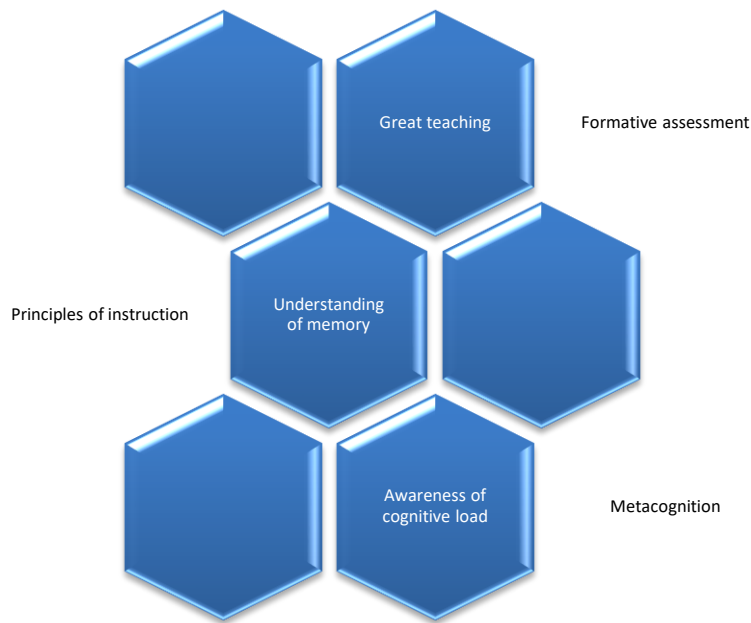 Great teaching
Formative assessment
Principles of instruction
Understanding
of memory
Awareness of
cognitive load
Metacognition